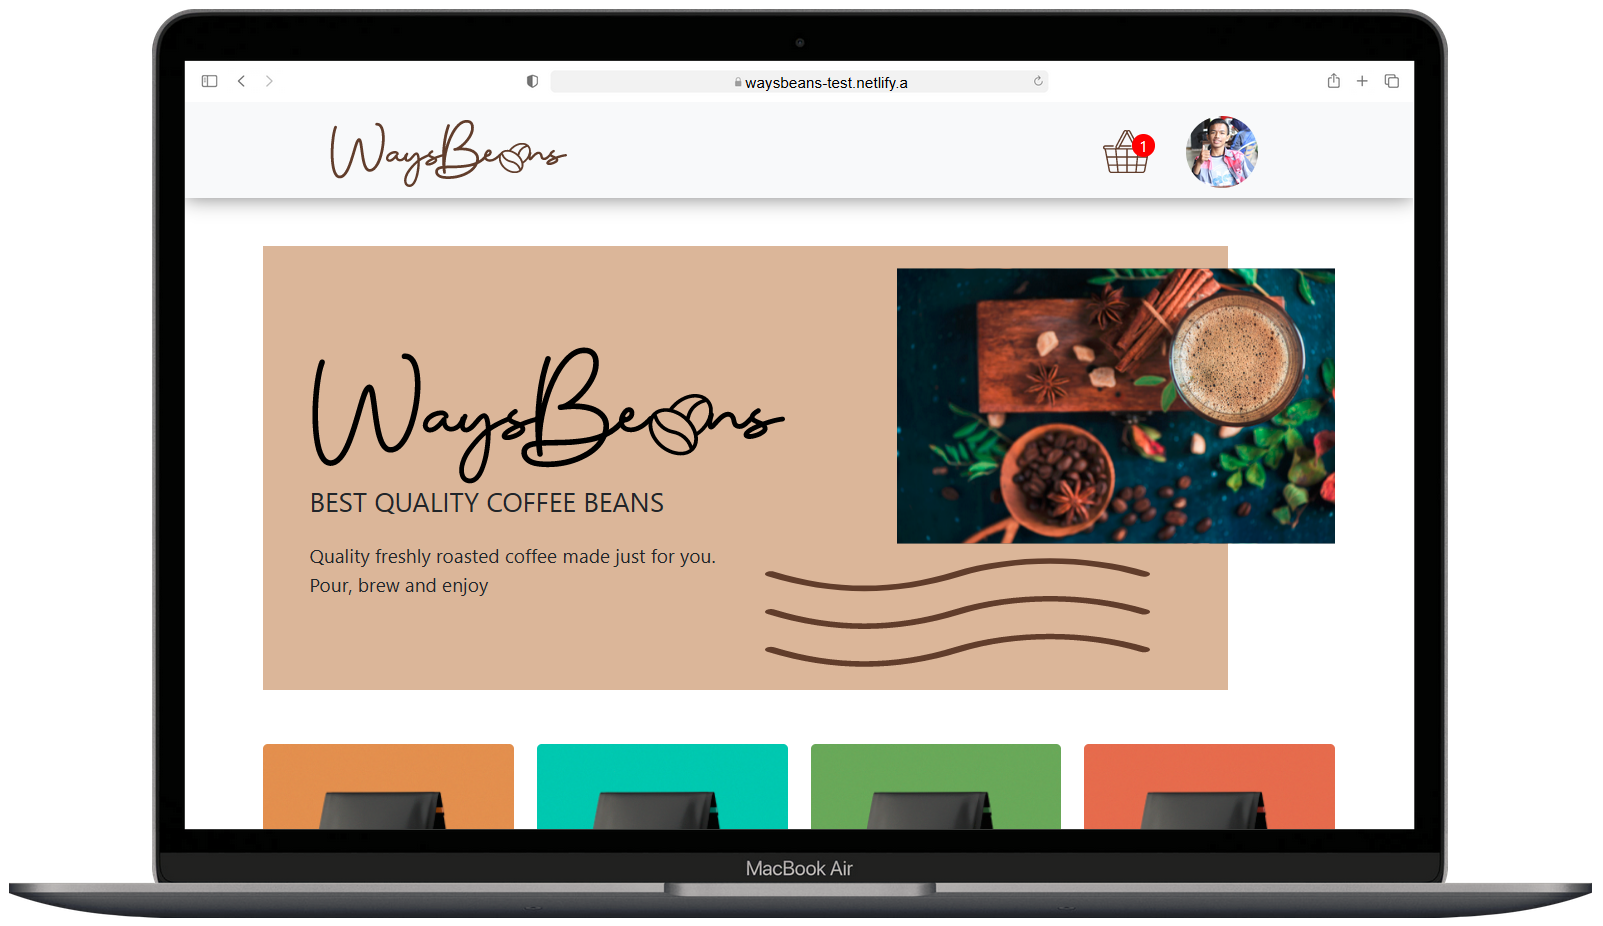 waysbeans-test.netlify.a
WaysBeans
1
WaysBeans
BEST QUALITY COFFEE BEANS
Quality freshly roasted coffee made just for you.
Pour, brew and enjoy
MacBook Air